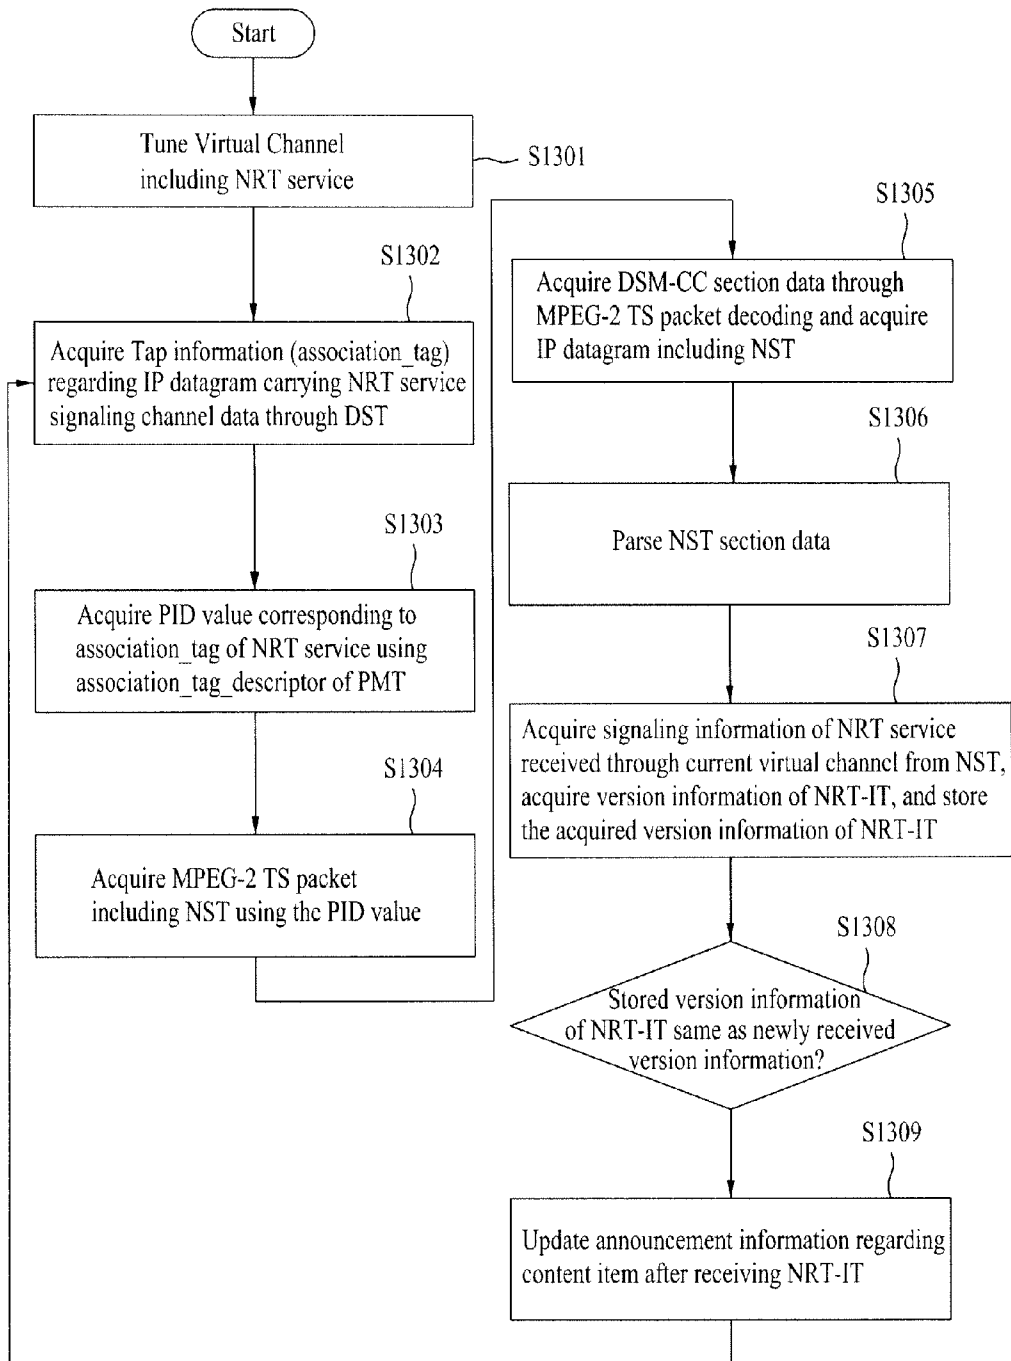 Start
Tune Virtual Channel
including NRT service
S1301
S1302
Acquire Tap information (association_tag)
regarding IP datagram carrying NRT service
signaling channel data through DST
S1303
Acquire PID value corresponding to
association_tag of NRT service using
association_tag_descriptor of PMT
S1304
Acquire MPEG-2 TS packet
including NST using the PID value
S1305
Acquire DSM-CC section data through
MPEG-2 TS packet decoding and acquire
IP datagram including NST
S1306
Parse NST section data
S1307
Acquire signaling information of NRT service
received through current virtual channel from NST,
acquire version information of NRT-IT, and store
the acquired version information of NRT-IT
S1308
Stored version information
of NRT-IT same as newly received
version information?
S1309
Update announcement information regarding
content item after receiving NRT-IT